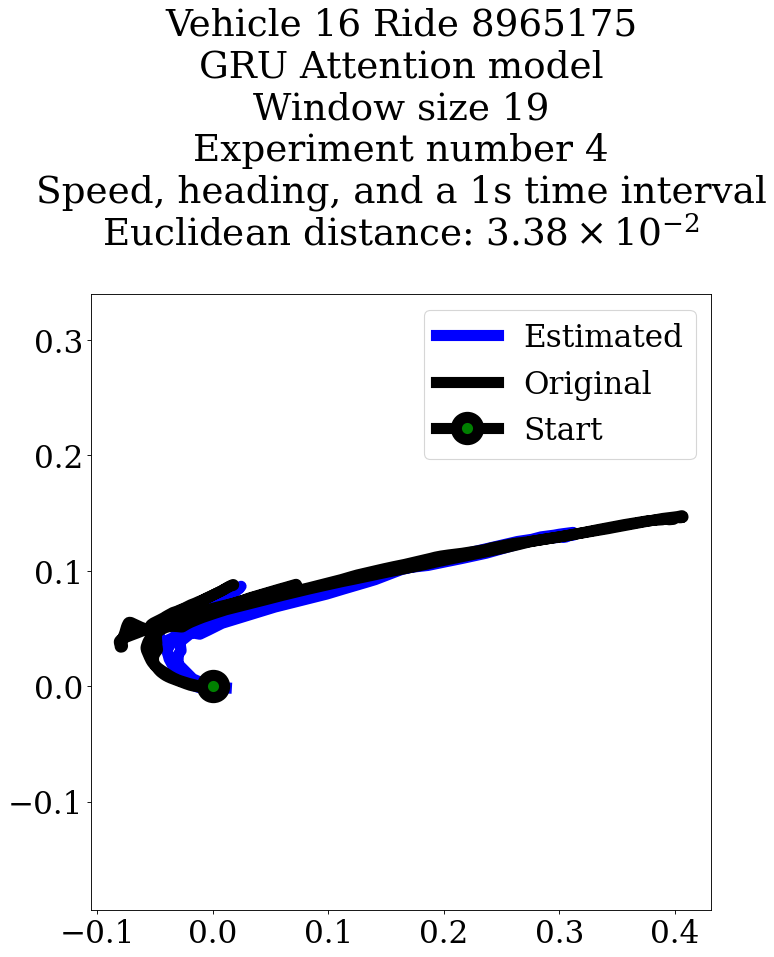 Vehicle 16 Ride 8965175
GRU Attention model
Window size 19
Experiment number 4
Speed, heading, and a 1s time interval
Euclidean distance: 3.38 × 10⁻²
Estimated
Original
Start
0.3
0.2
0.1
0.0
−0.1
−0.1 0.0 0.1 0.2 0.3 0.4